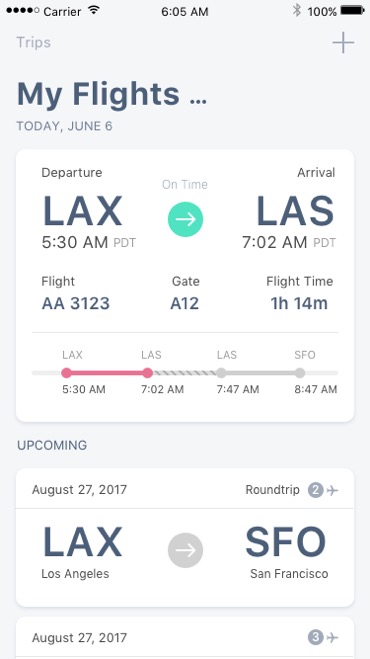 Carrier 6:05 AM 100%
Trips
My Flights ...
TODAY, JUNE 6
Departure Arrival
On Time
LAX LAS
5:30 AM PDT 7:02 AM PDT
Flight Gate Flight Time
AA 3123 A12 1h 14m
LAX LAS LAS SFO
5:30 AM 7:02 AM 7:47 AM 8:47 AM
UPCOMING
August 27, 2017 Roundtrip 2
LAX SFO
Los Angeles San Francisco
August 27, 2017 3